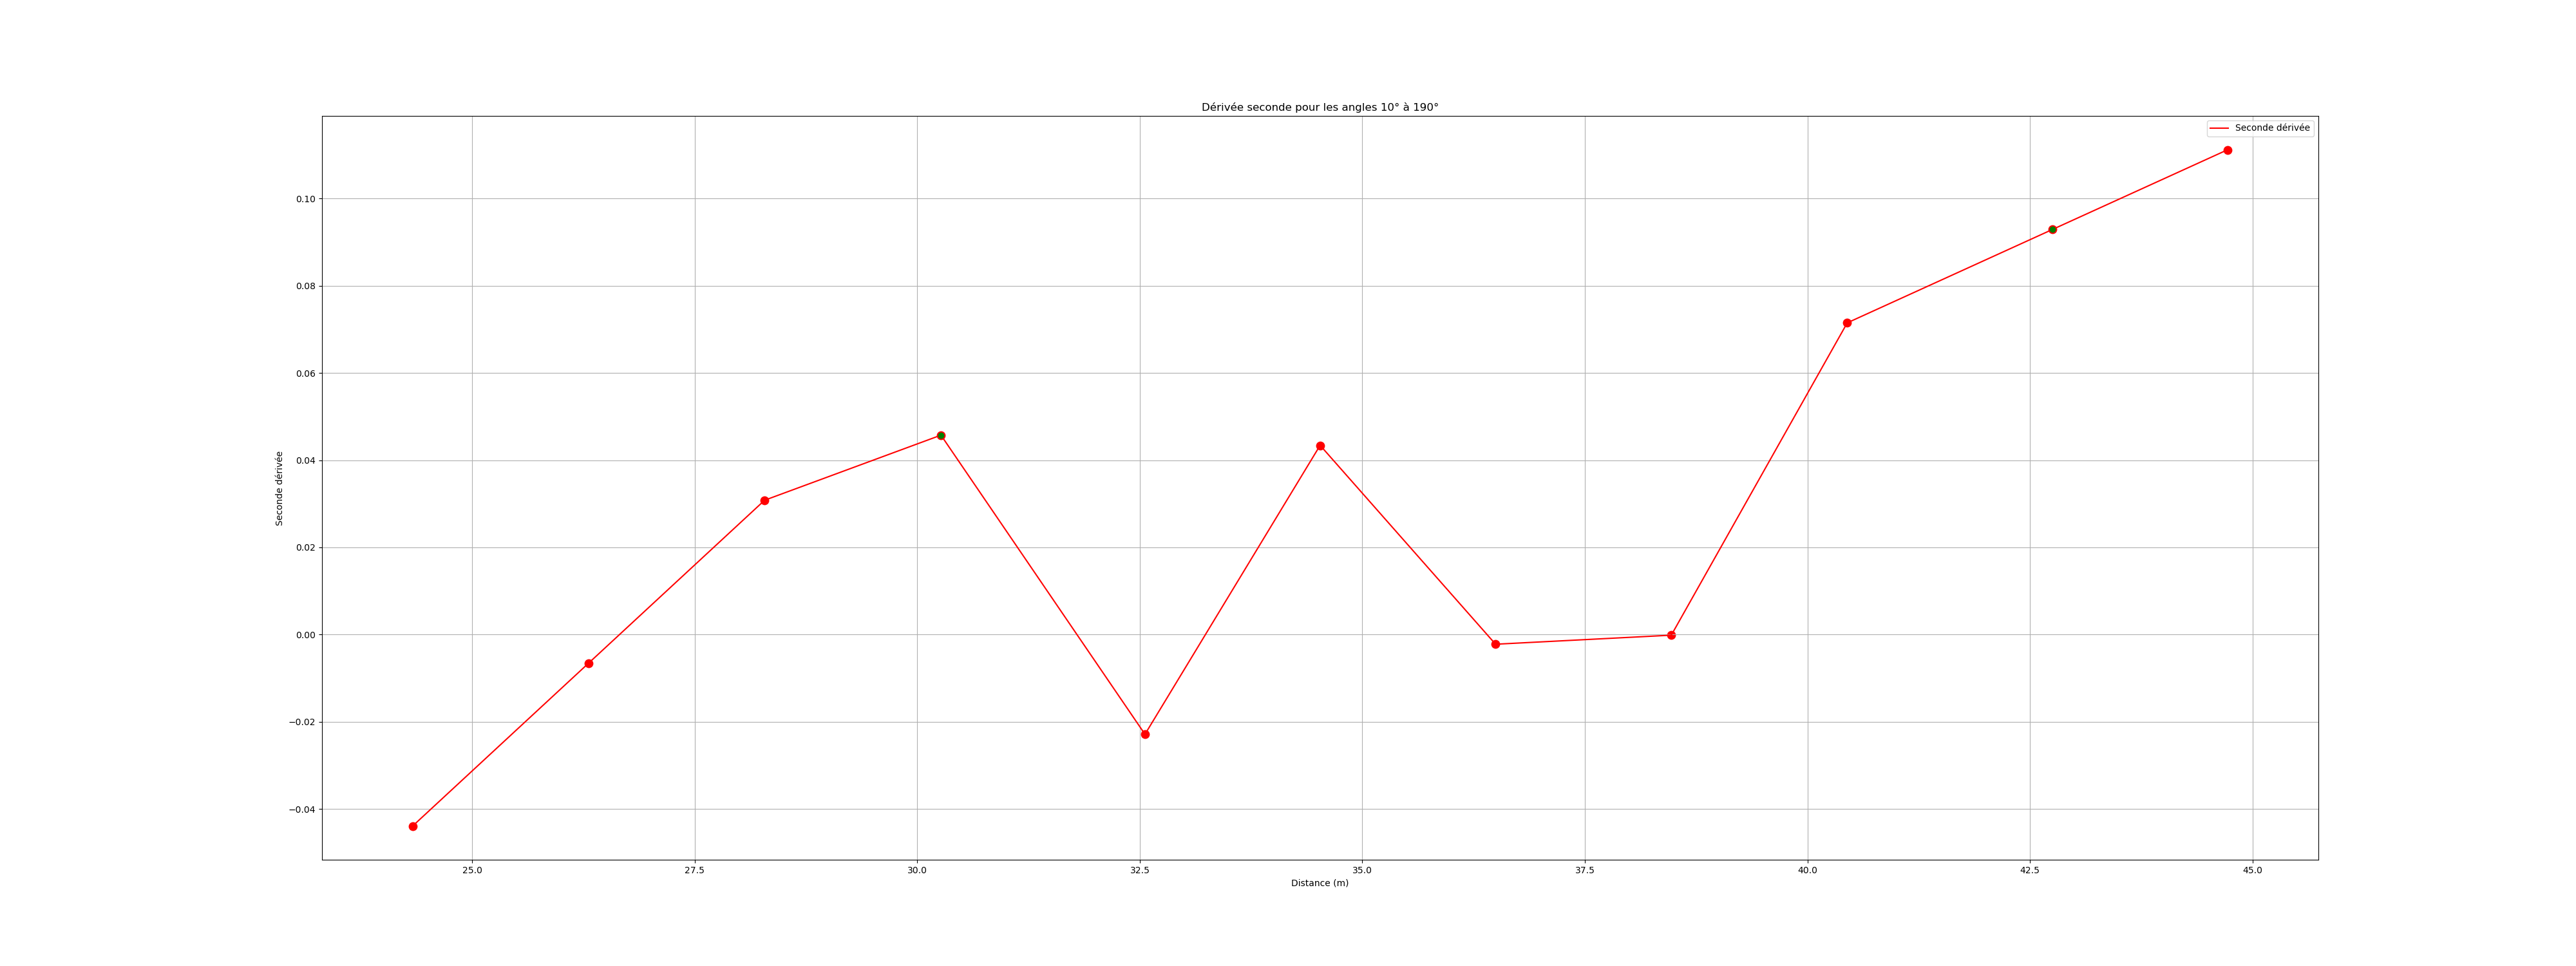 Dérivée seconde pour les angles 10° à 190°
Seconde dérivée
0.10
0.08
0.06
0.04
0.02
0.00
−0.02
−0.04
Seconde dérivée
25.0 27.5 30.0 32.5 35.0 37.5 40.0 42.5 45.0
Distance (m)